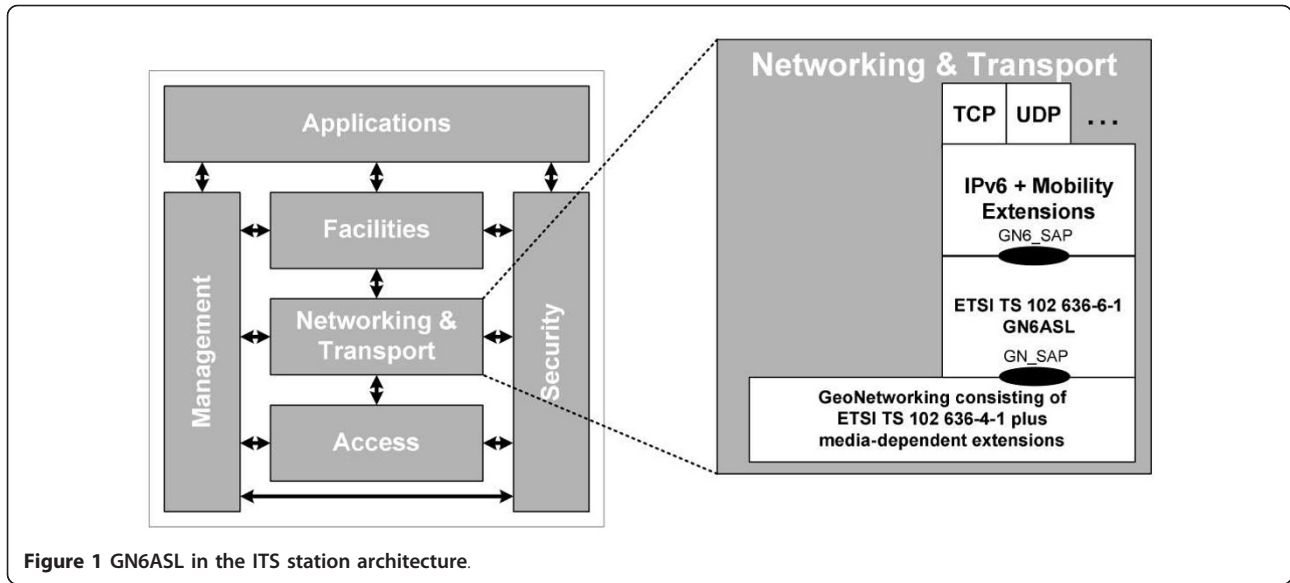 Applications
Facilities
Networking &
Transport
Access
Management
Security
Networking & Transport
TCP
UDP
...
IPv6 + Mobility
Extensions
GN6_SAP
ETSI TS 102 636-6-1
GN6ASL
GN_SAP
GeoNetworking consisting of
ETSI TS 102 636-4-1 plus
media-dependent extensions
Figure 1 GN6ASL in the ITS station architecture.